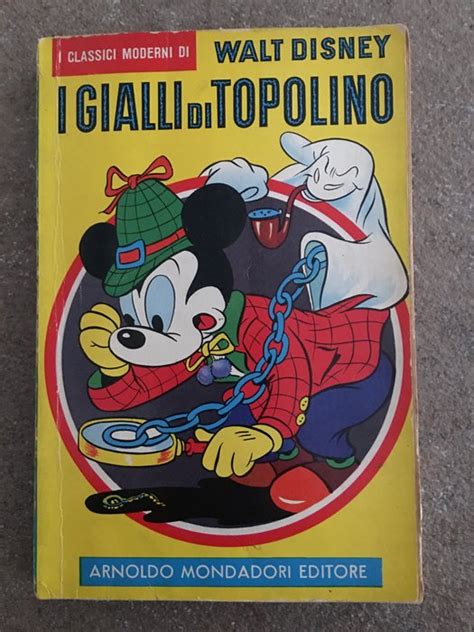 I CLASSICI MODERNI DI
WALT DISNEY
I GIALLI DI TOPOLINO
ARNOLDO MONDADORI EDITORE